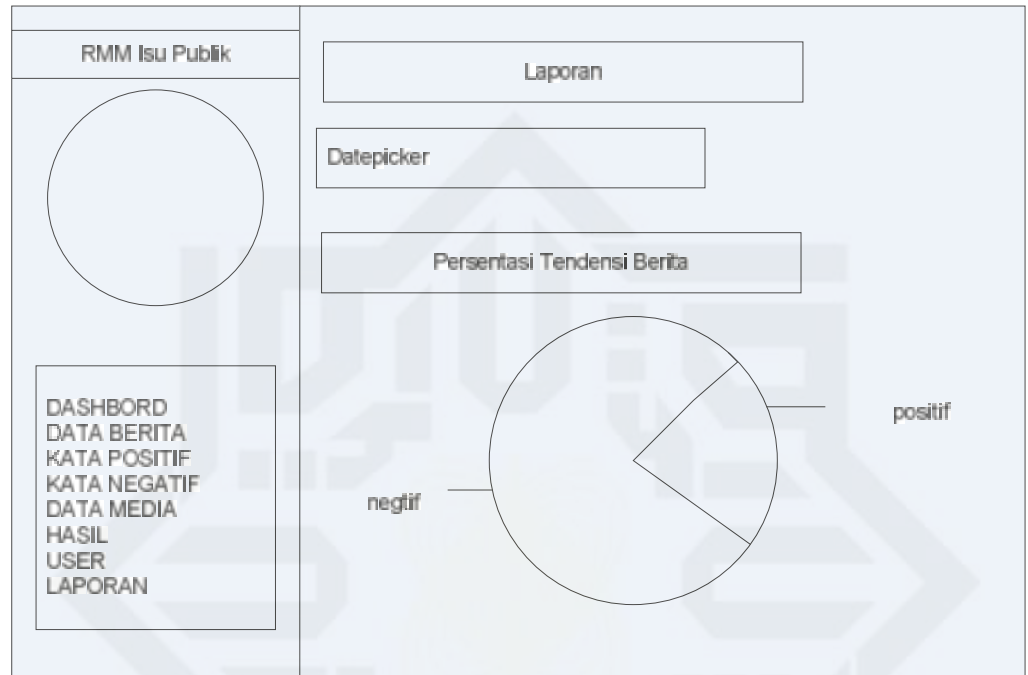 RMM Isu Publik
Laporan
Datepicker
Persentasi Tendensi Berita
DASHBORD
DATA BERITA
KATA POSITIF
KATA NEGATIF
DATA MEDIA
HASIL
USER
LAPORAN
positif
negtif